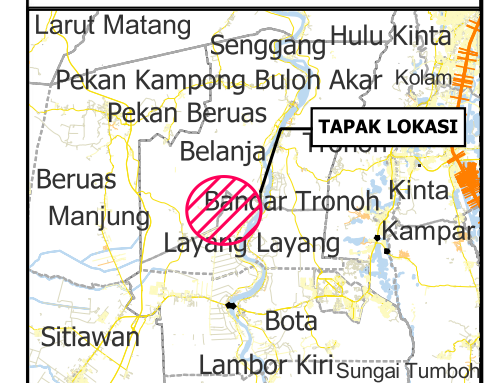 Larut Matang
Senggang
Hulu Kinta
Pekan Kampong Buloh Akar
Kolam
Pekan Beruas
TAPAK LOKASI
Tronoh
Belanja
Beruas
Bandar Tronoh
Kinta
Manjung
Kampar
Layang Layang
Bota
Sitiawan
Lambor Kiri
Sungai Tumboh